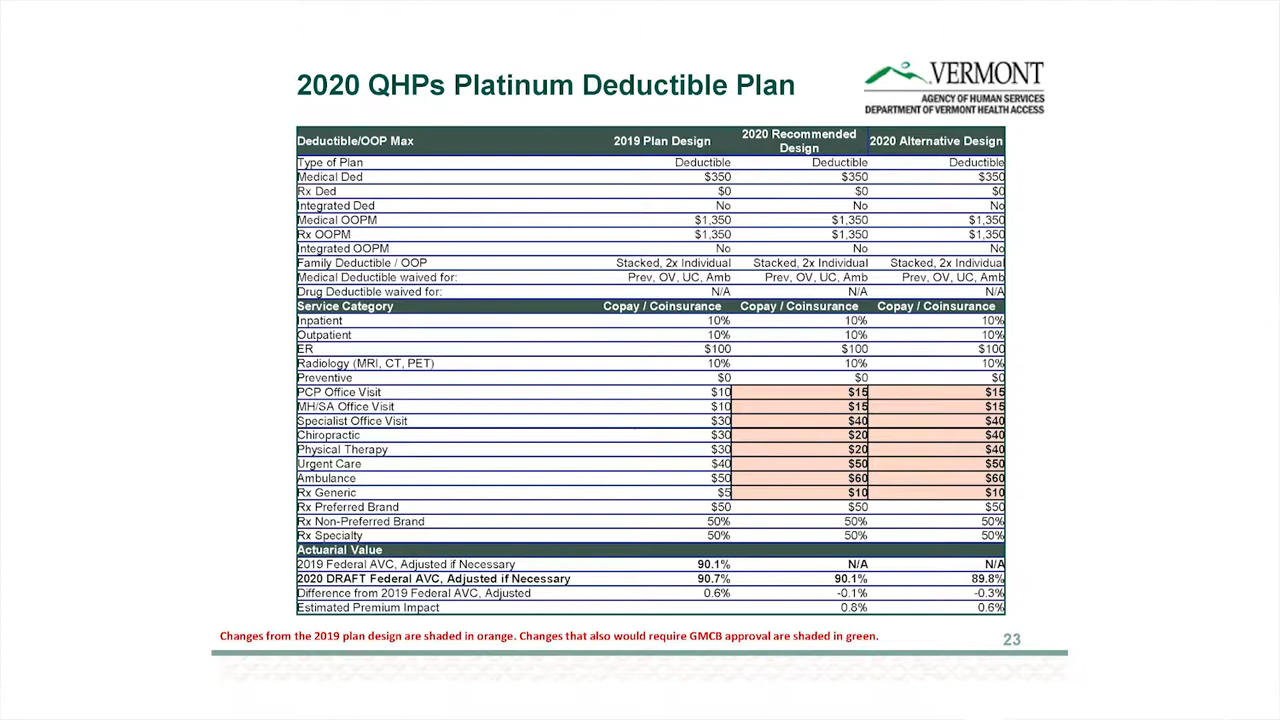 2020 QHPs Platinum Deductible Plan
VERMONT
AGENCY OF HUMAN SERVICES
DEPARTMENT OF VERMONT HEALTH ACCESS
Deductible/OOP Max 2019 Plan Design 2020 Recommended Design 2020 Alternative Design
Type of Plan Deductible Deductible Deductible
Medical Ded $350 $350 $350
Rx Ded $0 $0 $0
Integrated Ded No No No
Medical OOPM $1,350 $1,350 $1,350
Rx OOPM $1,350 $1,350 $1,350
Integrated OOPM No No No
Family Deductible / OOP Stacked, 2x Individual Stacked, 2x Individual Stacked, 2x Individual
Medical Deductible waived for: Prev, OV, UC, Amb Prev, OV, UC, Amb Prev, OV, UC, Amb
Drug Deductible waived for: N/A N/A N/A
Service Category Copay / Coinsurance Copay / Coinsurance Copay / Coinsurance
Inpatient 10% 10% 10%
Outpatient 10% 10% 10%
ER $100 $100 $100
Radiology (MRI, CT, PET) 10% 10% 10%
Preventive $0 $0 $0
PCP Office Visit $10 $15 $15
MH/SA Office Visit $10 $15 $15
Specialist Office Visit $30 $40 $40
Chiropractic $30 $20 $40
Physical Therapy $30 $20 $40
Urgent Care $40 $50 $50
Ambulance $50 $60 $60
Rx Generic $5 $10 $10
Rx Preferred Brand $50 $50 $50
Rx Non-Preferred Brand 50% 50% 50%
Rx Specialty 50% 50% 50%
Actuarial Value
2019 Federal AVC, Adjusted if Necessary 90.1% N/A N/A
2020 DRAFT Federal AVC, Adjusted if Necessary 90.7% 90.1% 89.8%
Difference from 2019 Federal AVC, Adjusted 0.6% -0.1% -0.3%
Estimated Premium Impact 0.8% 0.6%
Changes from the 2019 plan design are shaded in orange. Changes that also would require GMCB approval are shaded in green.
23